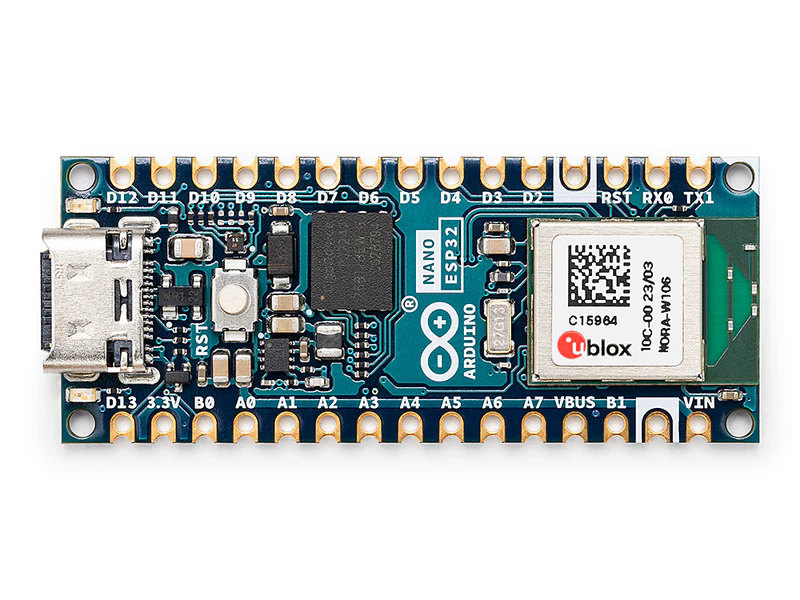 D12 D11 D10 D9 D8 D7 D6 D5 D4 D3 D2 RST RX0 TX1
RST
NANO
ESP32
®
ARDUINO
C15964
10C-00 23/03
NORA-W106
ublox
D13 3.3V B0 A0 A1 A2 A3 A4 A5 A6 A7 VBUS B1 VIN